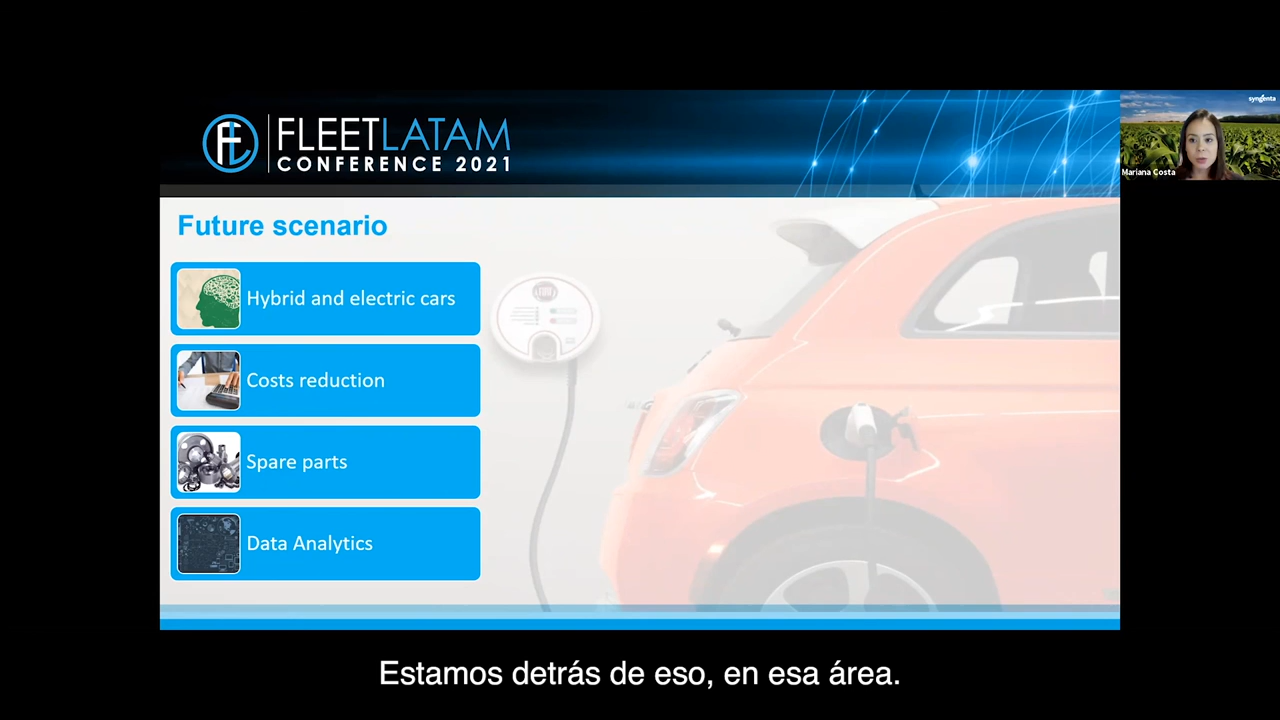 FLEETLATAM
CONFERENCE 2021
syngenta
Mariana Costa
Future scenario
Hybrid and electric cars
Costs reduction
Spare parts
Data Analytics
Estamos detrás de eso, en esa área.